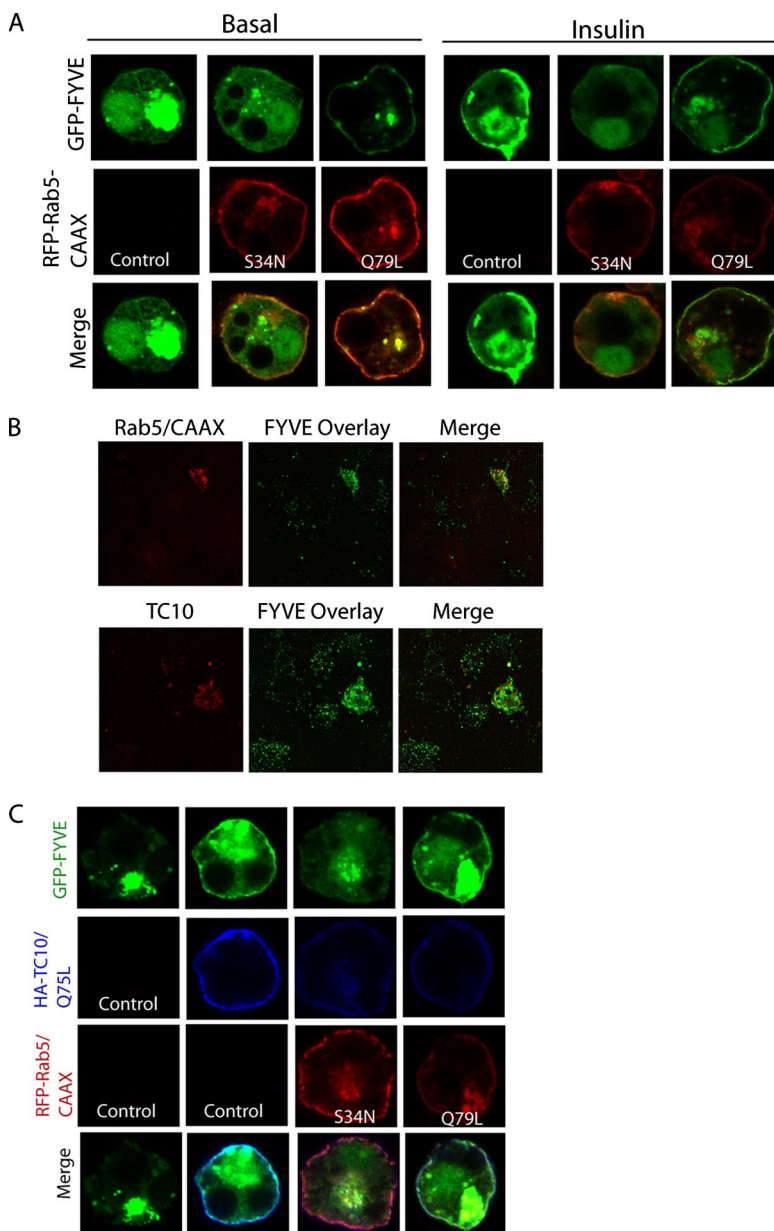 A
Basal
Insulin
GFP-FYVE
RFP-Rab5-
CAAX
Control
S34N
Q79L
Control
S34N
Q79L
Merge
B
Rab5/CAAX
FYVE Overlay
Merge
TC10
FYVE Overlay
Merge
C
GFP-FYVE
HA-TC10/
Q75L
Control
RFP-Rab5/
CAAX
Control
Control
S34N
Q79L
Merge